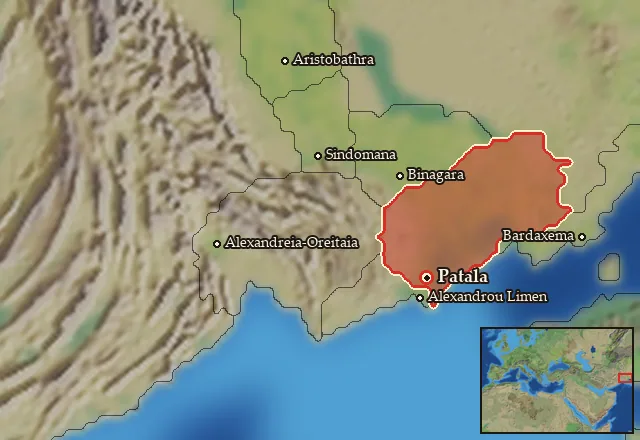 Aristobathra
Sindomana
Binagara
Bardaxema
Alexandreia-Oreitaia
Patala
Alexandrou Limen